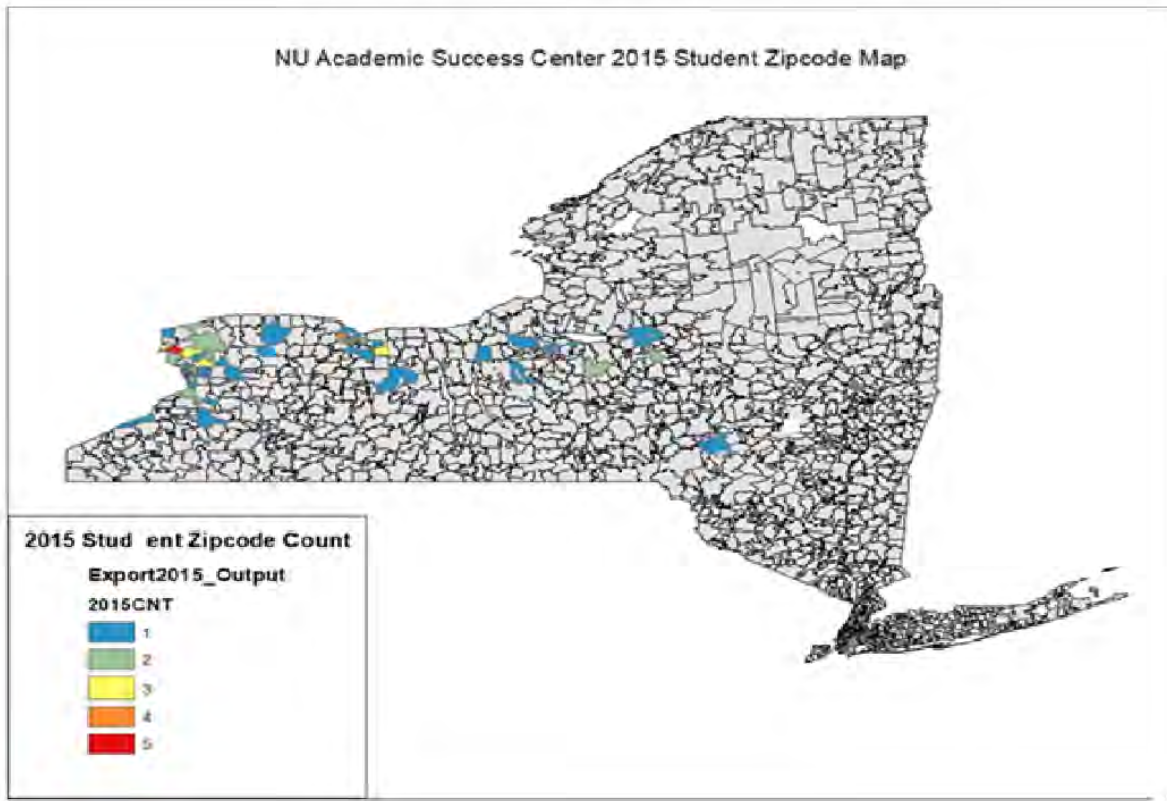 NU Academic Success Center 2015 Student Zipcode Map
2015 Stud ent Zipcode Count
Export2015_Output
2015CNT
1
2
3
4
5